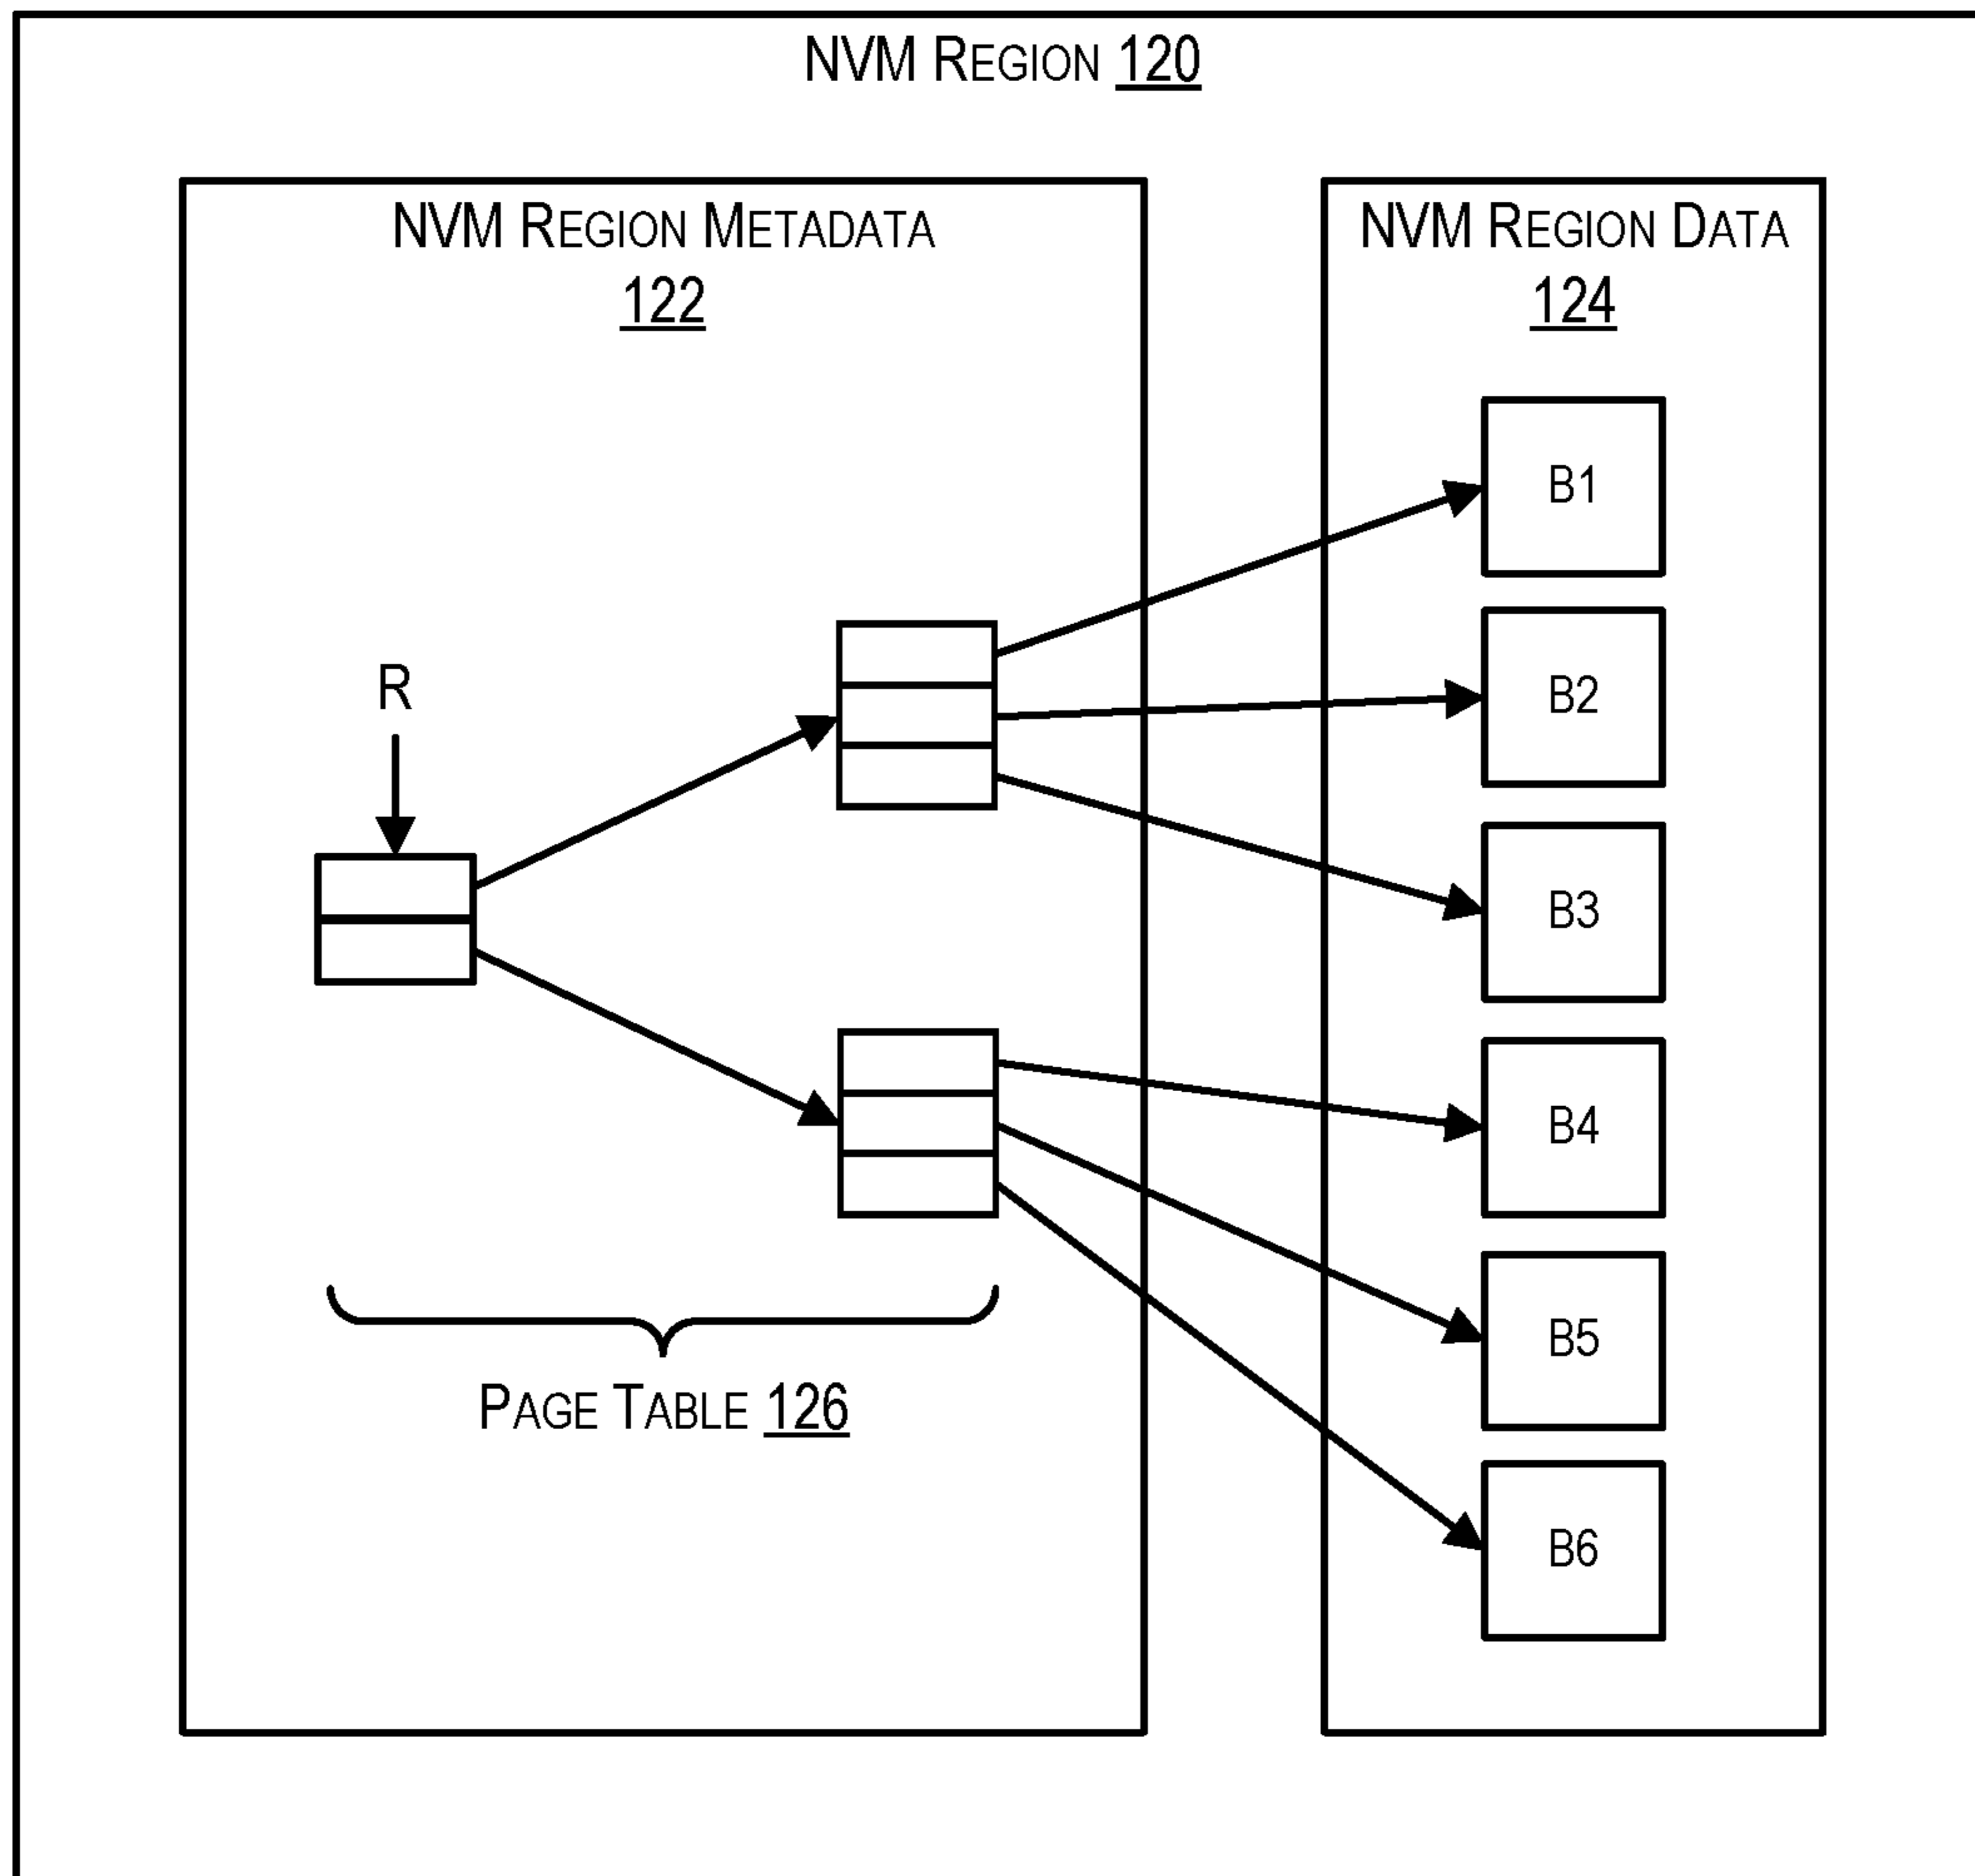 NVM REGION 120
NVM REGION METADATA
122
NVM REGION DATA
124
R
B1
B2
B3
B4
B5
B6
PAGE TABLE 126